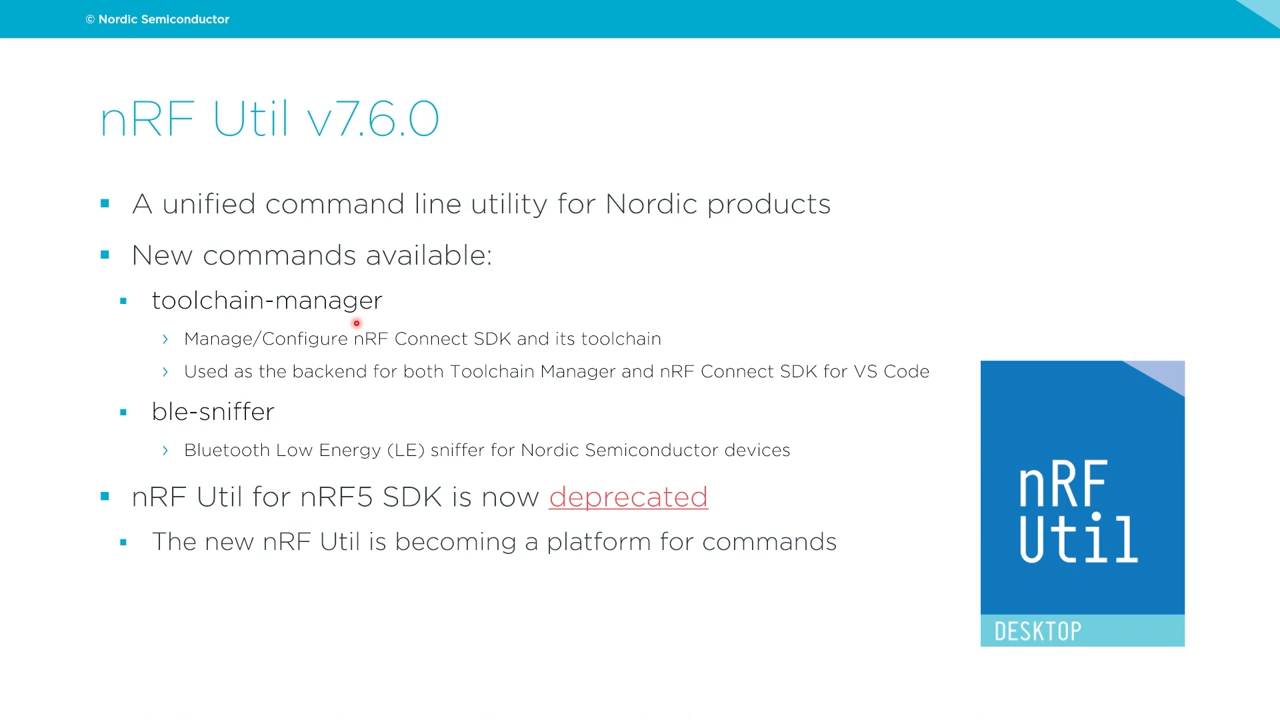 © Nordic Semiconductor
nRF Util v7.6.0
A unified command line utility for Nordic products
New commands available:
toolchain-manager
Manage/Configure nRF Connect SDK and its toolchain
Used as the backend for both Toolchain Manager and nRF Connect SDK for VS Code
ble-sniffer
Bluetooth Low Energy (LE) sniffer for Nordic Semiconductor devices
nRF Util for nRF5 SDK is now deprecated
The new nRF Util is becoming a platform for commands
nRF
Util
DESKTOP